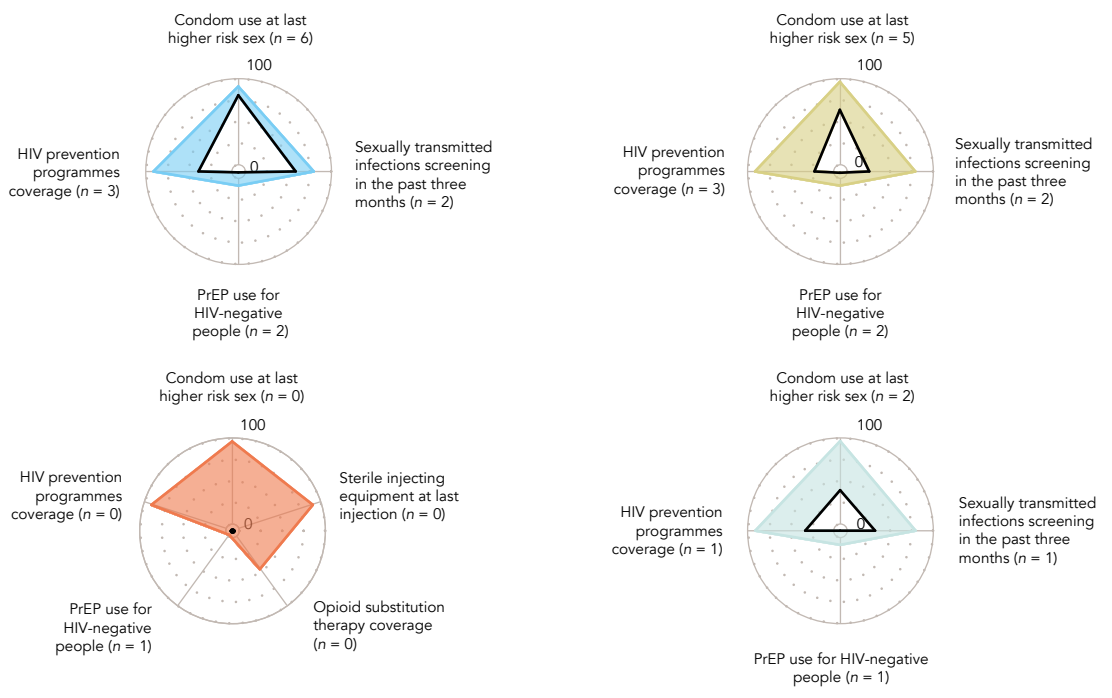 Condom use at last
higher risk sex (n = 6)
100
HIV prevention
programmes
coverage (n = 3)
0
Sexually transmitted
infections screening
in the past three
months (n = 2)
PrEP use for
HIV-negative
people (n = 2)
Condom use at last
higher risk sex (n = 5)
100
HIV prevention
programmes
coverage (n = 3)
0
Sexually transmitted
infections screening
in the past three
months (n = 2)
PrEP use for
HIV-negative
people (n = 2)
Condom use at last
higher risk sex (n = 0)
100
HIV prevention
programmes
coverage (n = 0)
0
Sterile injecting
equipment at last
injection (n = 0)
PrEP use for
HIV-negative
people (n = 1)
Opioid substitution
therapy coverage
(n = 0)
Condom use at last
higher risk sex (n = 2)
100
HIV prevention
programmes
coverage (n = 1)
0
Sexually transmitted
infections screening
in the past three
months (n = 1)
PrEP use for HIV-negative
people (n = 1)